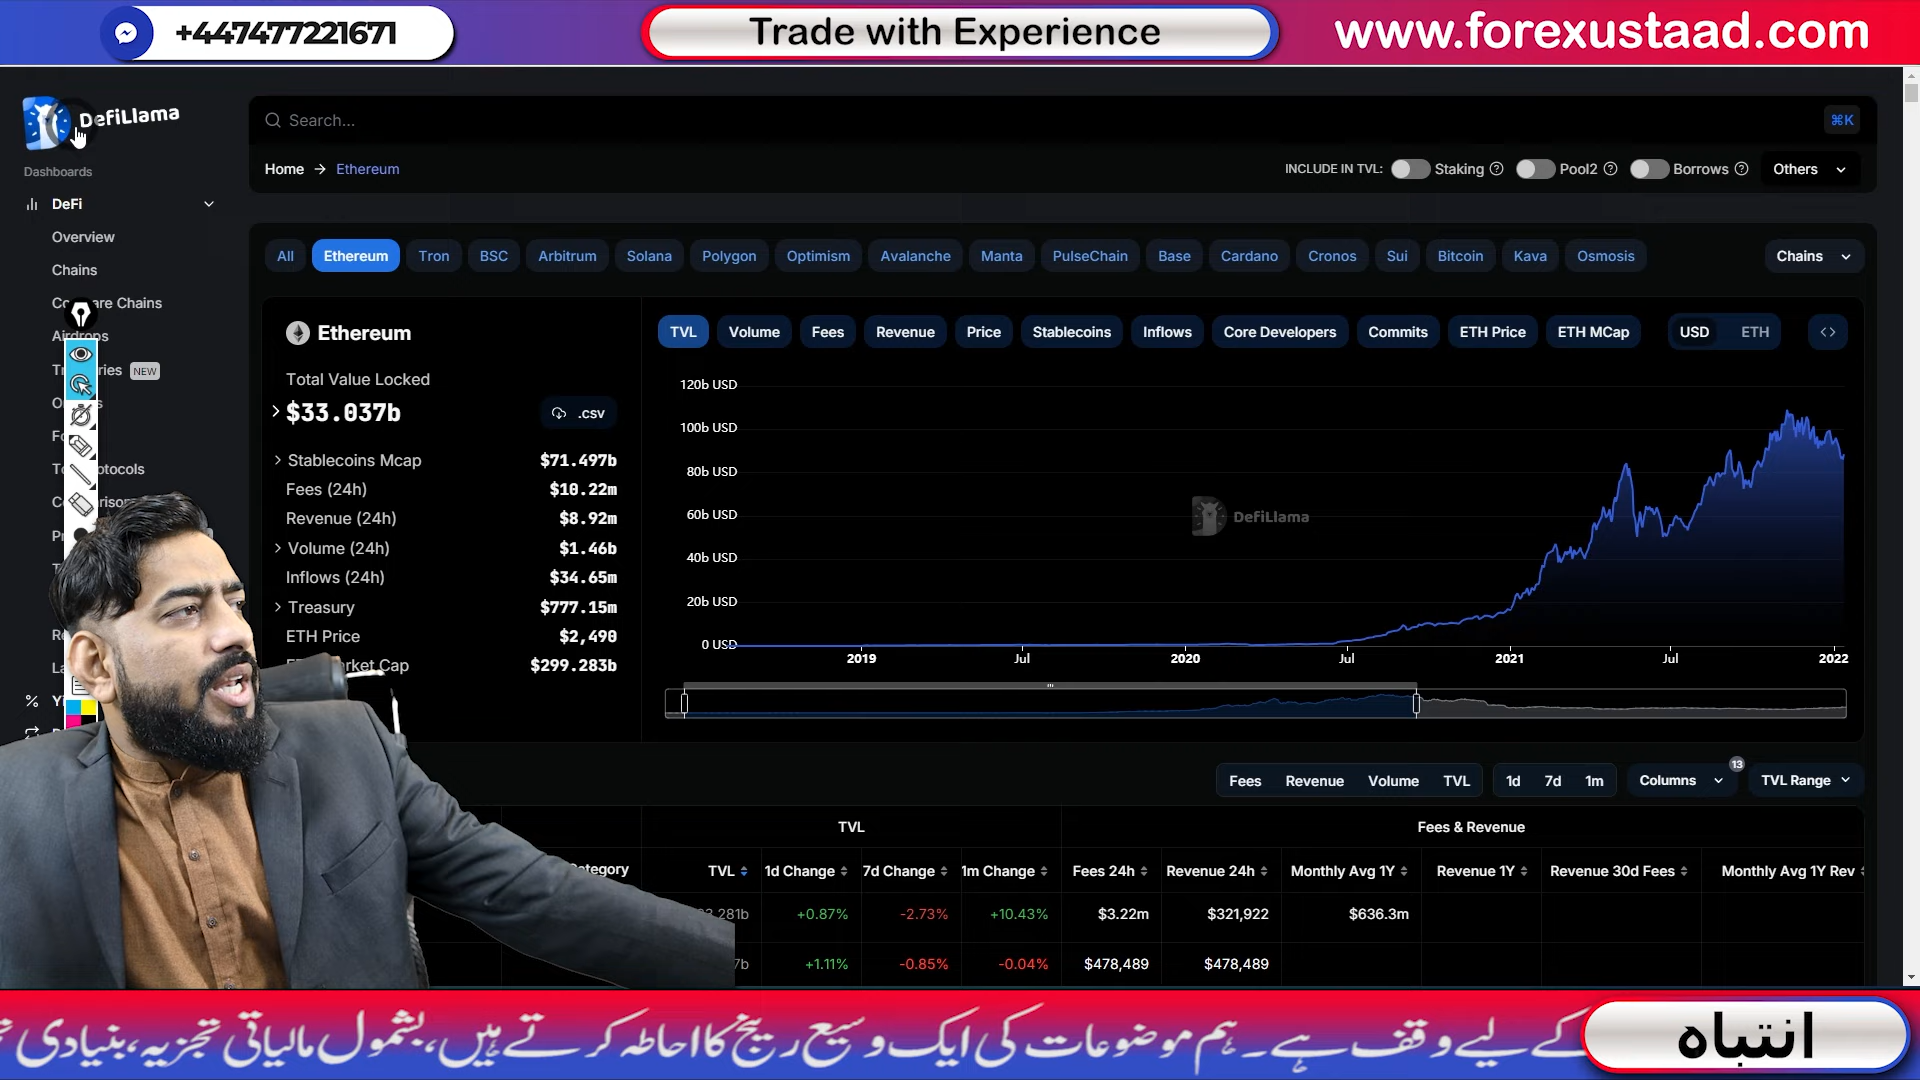 +447477221671
Trade with Experience
www.forexustaad.com
DefiLlama
Search...
⌘K
Dashboards
Home → Ethereum
INCLUDE IN TVL: Staking Pool2 Borrows Others
DeFi
Overview
Chains
Airdrops
NEW
All Ethereum Tron BSC Arbitrum Solana Polygon Optimism Avalanche Manta PulseChain Base Cardano Cronos Sui Bitcoin Kava Osmosis Chains
Ethereum
Total Value Locked
$33.037b
.csv
Stablecoins Mcap $71.497b
Fees (24h) $10.22m
Revenue (24h) $8.92m
Volume (24h) $1.46b
Inflows (24h) $34.65m
Treasury $777.15m
ETH Price $2,490
Cap $299.283b
TVL Volume Fees Revenue Price Stablecoins Inflows Core Developers Commits ETH Price ETH MCap USD ETH
120b USD
100b USD
80b USD
60b USD
40b USD
20b USD
0 USD
DefiLlama
2019 Jul 2020 Jul 2021 Jul 2022
Fees Revenue Volume TVL 1d 7d 1m Columns 13 TVL Range
TVL Fees & Revenue
TVL 1d Change 7d Change 1m Change Fees 24h Revenue 24h Monthly Avg 1Y Revenue 1Y Revenue 30d Fees Monthly Avg 1Y Rev
+0.87% -2.73% +10.43% $3.22m $321,922 $636.3m
+1.11% -0.85% -0.04% $478,489 $478,489
انتباہ
کے لیے وقف ہے۔ ہم موضوعات کی ایک وسیع رینج کا احاطہ کرتے ہیں، بشمول مالیاتی تجزیہ، بنیادی